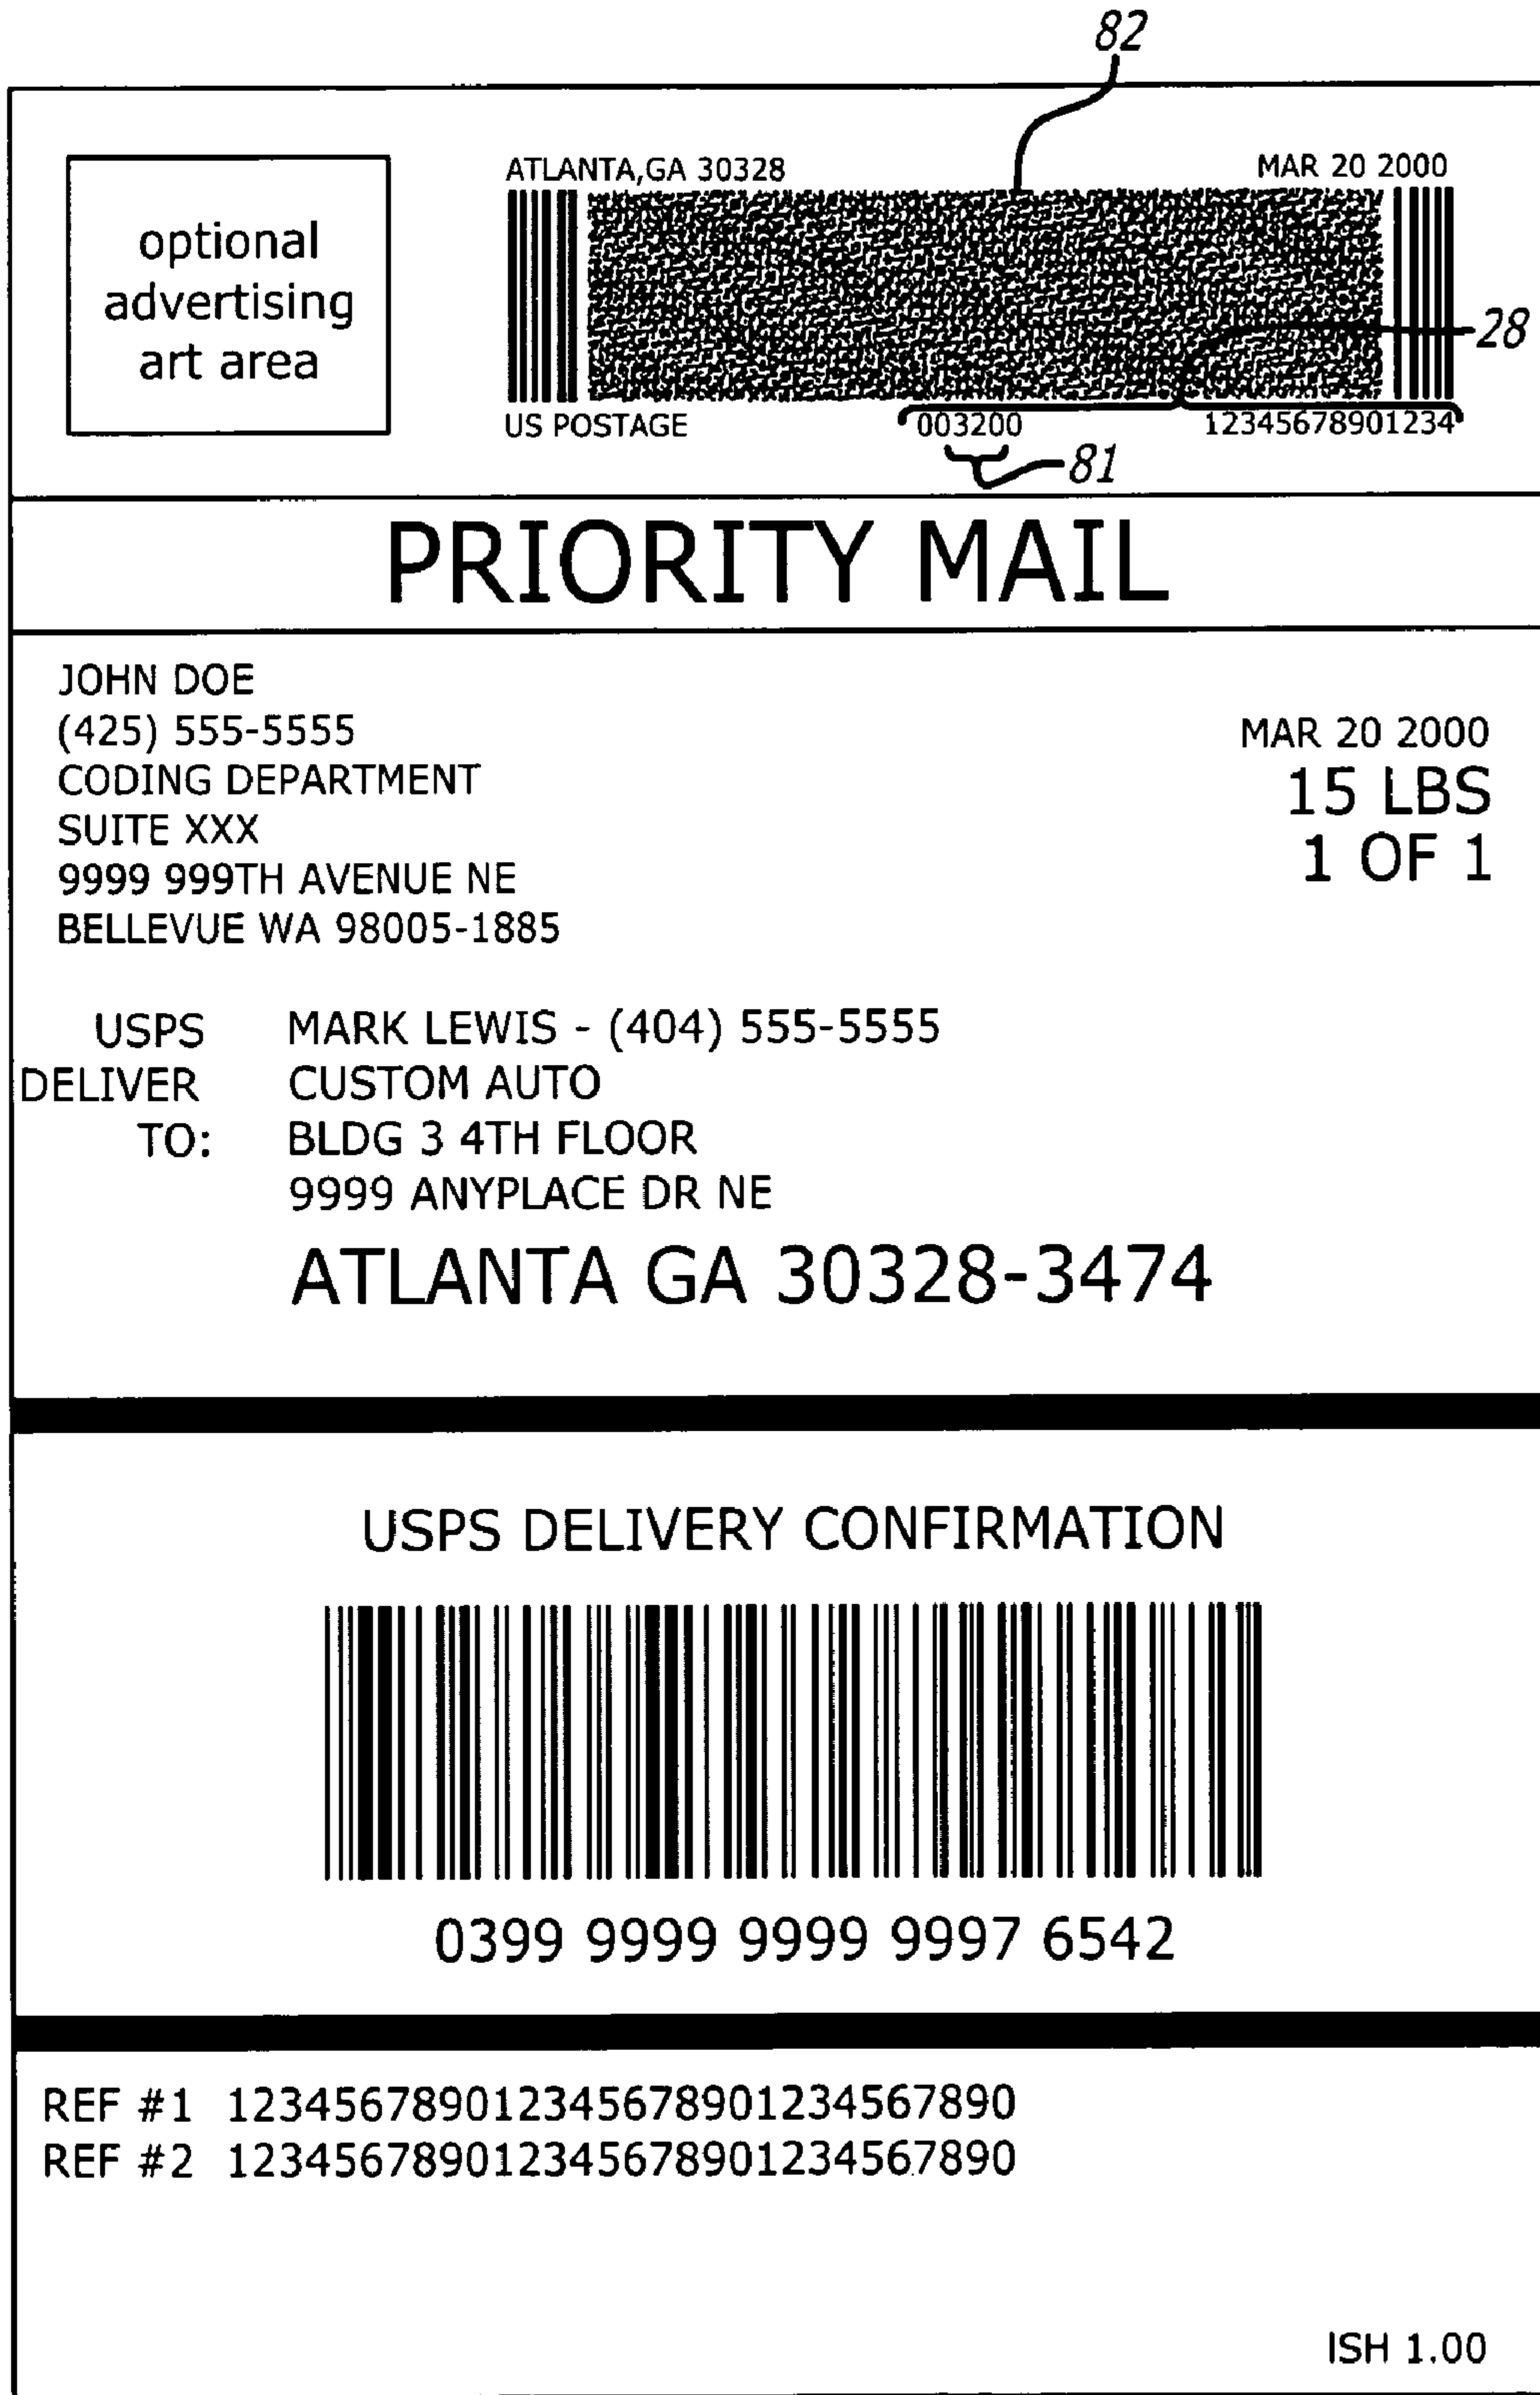 82
optional
advertising
art area
ATLANTA,GA 30328 MAR 20 2000
28
US POSTAGE 003200 12345678901234
81
PRIORITY MAIL
JOHN DOE
(425) 555-5555
CODING DEPARTMENT
SUITE XXX
9999 999TH AVENUE NE
BELLEVUE WA 98005-1885
MAR 20 2000
15 LBS
1 OF 1
USPS MARK LEWIS - (404) 555-5555
DELIVER CUSTOM AUTO
TO: BLDG 3 4TH FLOOR
9999 ANYPLACE DR NE
ATLANTA GA 30328-3474
USPS DELIVERY CONFIRMATION
0399 9999 9999 9997 6542
REF #1 123456789012345678901234567890
REF #2 123456789012345678901234567890
ISH 1.00